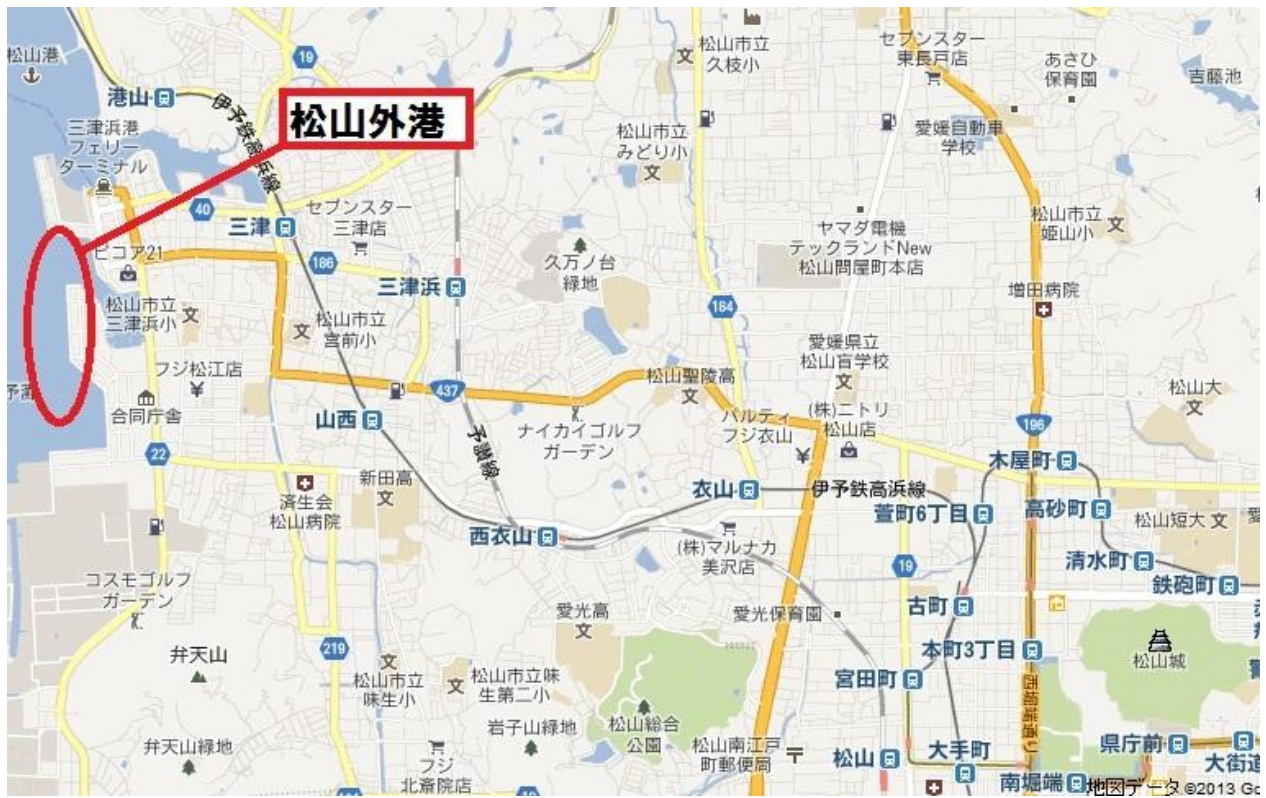 松山港
港山
19
伊予鉄高浜線
松山外港
三津浜港
フェリー
ターミナル
40
三津
セブンスター
三津店
ピコア21
186
三津浜
松山市立
三津浜小
松山市立
宮前小
フジ松江店
合同庁舎
437
山西
22
予讃線
済生会
松山病院
新田高
西衣山
コスモゴルフ
ガーデン
弁天山
219
松山市立
味生小
松山市立味
生第二小
弁天山緑地
岩子山緑地
フジ
北斎院店
松山市立
久枝小
松山市立
みどり小
久万ノ台
緑地
ナイカイゴルフ
ガーデン
松山聖陵高
184
セブンスター
東長戸店
あさひ
保育園
吉藤池
愛媛自動車
学校
ヤマダ電機
テックランドNew
松山問屋町本店
松山市立
姫山小
増田病院
愛媛県立
松山盲学校
パルティ
フジ衣山
(株)ニトリ
松山店
松山大
196
木屋町
衣山
伊予鉄高浜線
萱町6丁目
高砂町
松山短大
(株)マルナカ
美沢店
清水町
鉄砲町
19
愛光高
愛光保育園
古町
本町3丁目
松山城
宮田町
松山総合
公園
松山南江戸
町郵便局
西堀端通り
松山
大手町
南堀端
県庁前
大街道
地図データ ©2013 Go